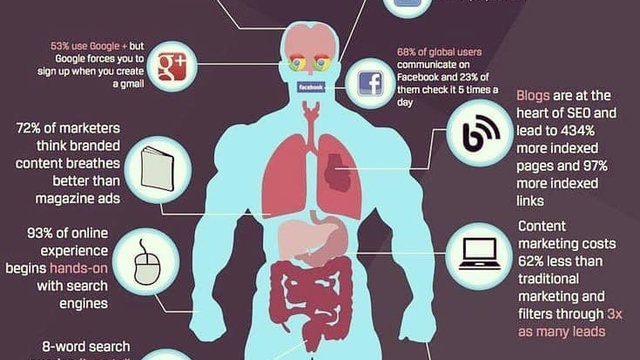 53% use Google + but
Google forces you to
sign up when you create
a gmail
g+
facebook
f
68% of global users
communicate on
Facebook and 23% of
them check it 5 times a
day
72% of marketers
think branded
content breathes
better than
magazine ads
Blogs are at the
heart of SEO and
lead to 434%
more indexed
pages and 97%
more indexed
links
93% of online
experience
begins hands-on
with search
engines
Content
marketing costs
62% less than
traditional
marketing and
filters through 3x
as many leads
8-word search